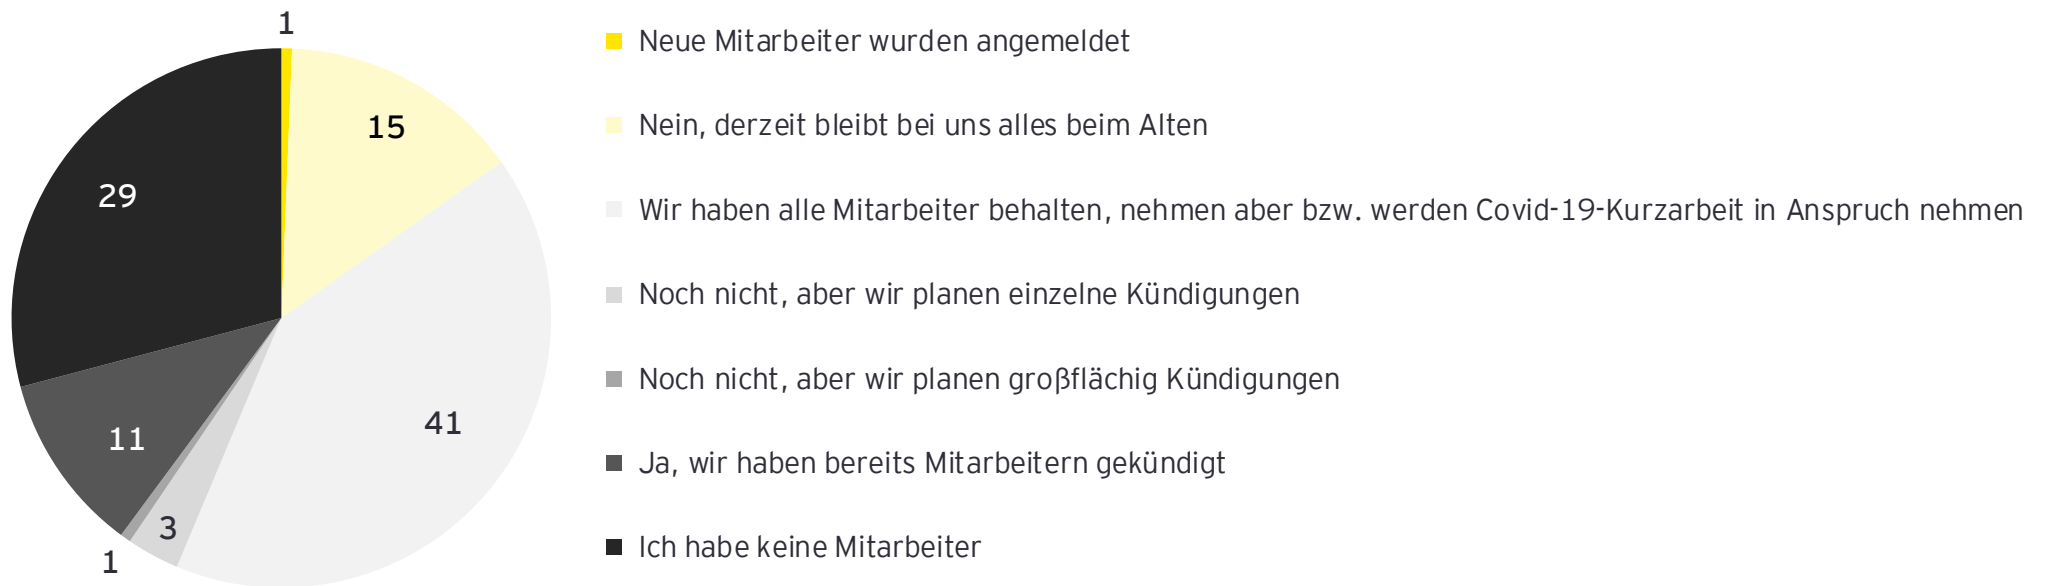 1
15
29
41
11
3
1
Neue Mitarbeiter wurden angemeldet
Nein, derzeit bleibt bei uns alles beim Alten
Wir haben alle Mitarbeiter behalten, nehmen aber bzw. werden Covid-19-Kurzarbeit in Anspruch nehmen
Noch nicht, aber wir planen einzelne Kündigungen
Noch nicht, aber wir planen großflächig Kündigungen
Ja, wir haben bereits Mitarbeitern gekündigt
Ich habe keine Mitarbeiter